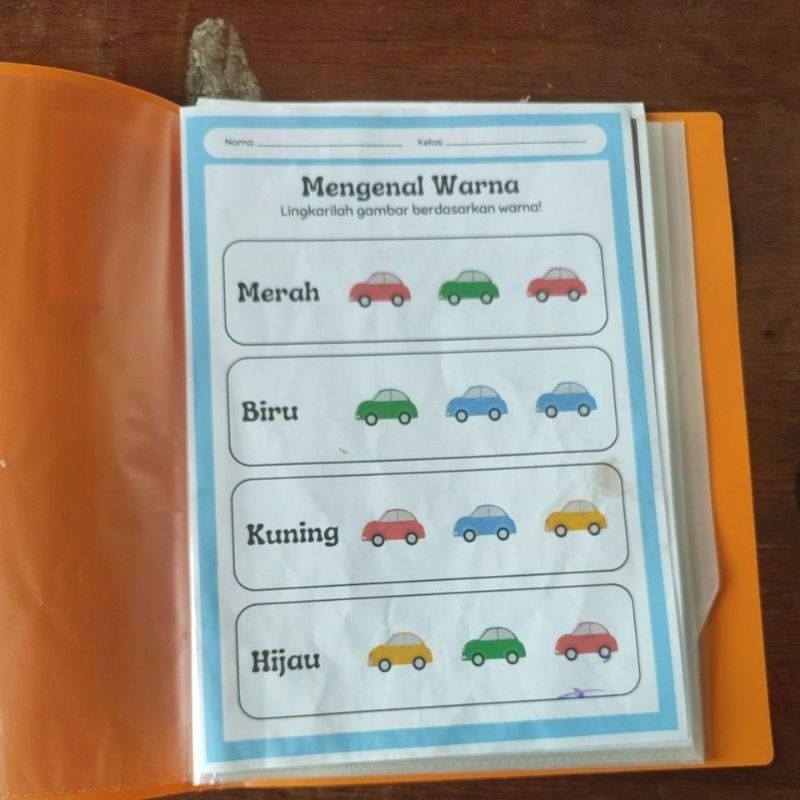 Nama: Kelas:
Mengenal Warna
Lingkarilah gambar berdasarkan warna!
Merah
Biru
Kuning
Hijau